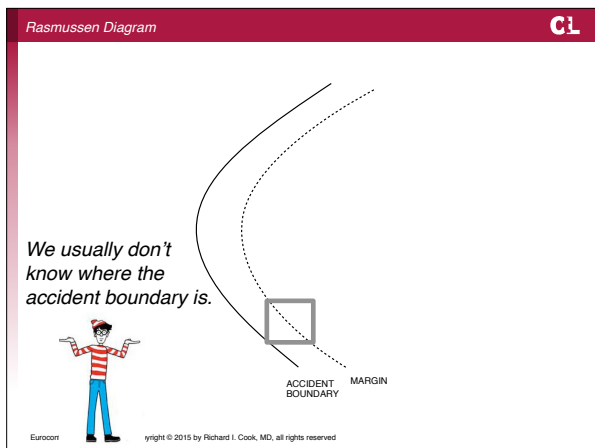 Rasmussen Diagram
CL
We usually don't
know where the
accident boundary is.
ACCIDENT
BOUNDARY
MARGIN
Eurocon yright © 2015 by Richard I. Cook, MD, all rights reserved